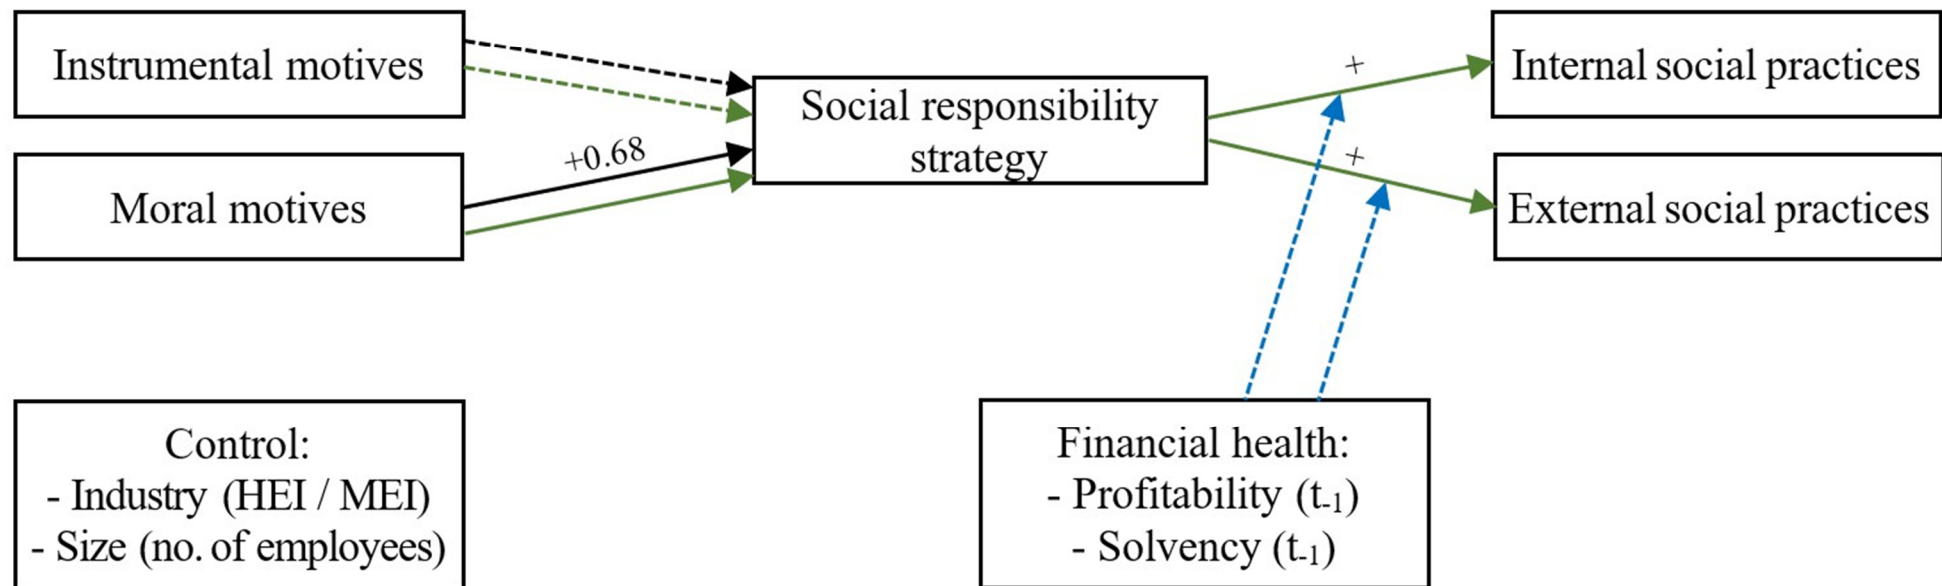 Instrumental motives
Moral motives
+0.68
Social responsibility
strategy
+
+
Internal social practices
External social practices
Control:
- Industry (HEI / MEI)
- Size (no. of employees)
Financial health:
- Profitability (t-1)
- Solvency (t-1)